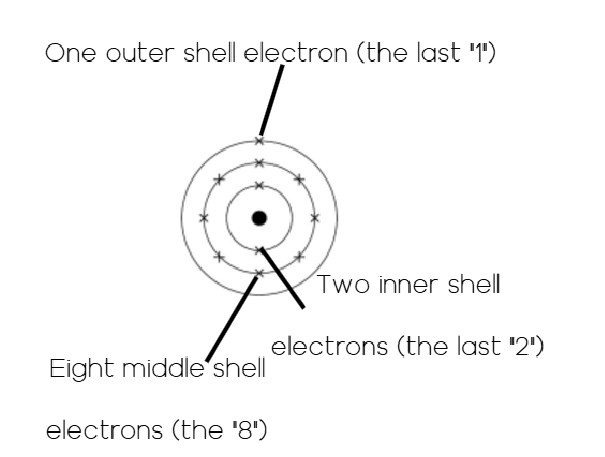 One outer shell electron (the last "1")
Two inner shell
electrons (the last "2")
Eight middle shell
electrons (the "8")